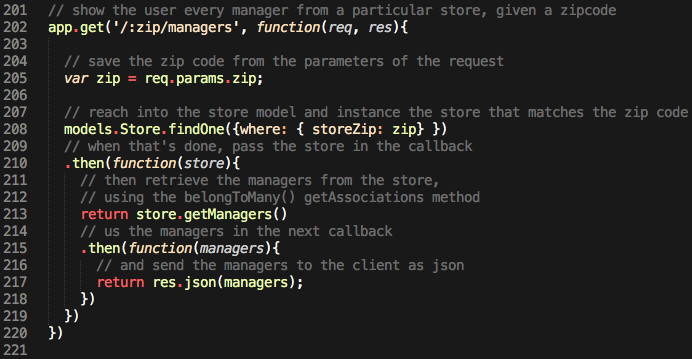 201 // show the user every manager from a particular store, given a zipcode
202 app.get('/:zip/managers', function(req, res){
203
204   // save the zip code from the parameters of the request
205   var zip = req.params.zip;
206
207   // reach into the store model and instance the store that matches the zip code
208   models.Store.findOne({where: { storeZip: zip} })
209   // when that's done, pass the store in the callback
210   .then(function(store){
211     // then retrieve the managers from the store,
212     // using the belongToMany() getAssociations method
213     return store.getManagers()
214     // us the managers in the next callback
215     .then(function(managers){
216       // and send the managers to the client as json
217       return res.json(managers);
218     })
219   })
220 })
221